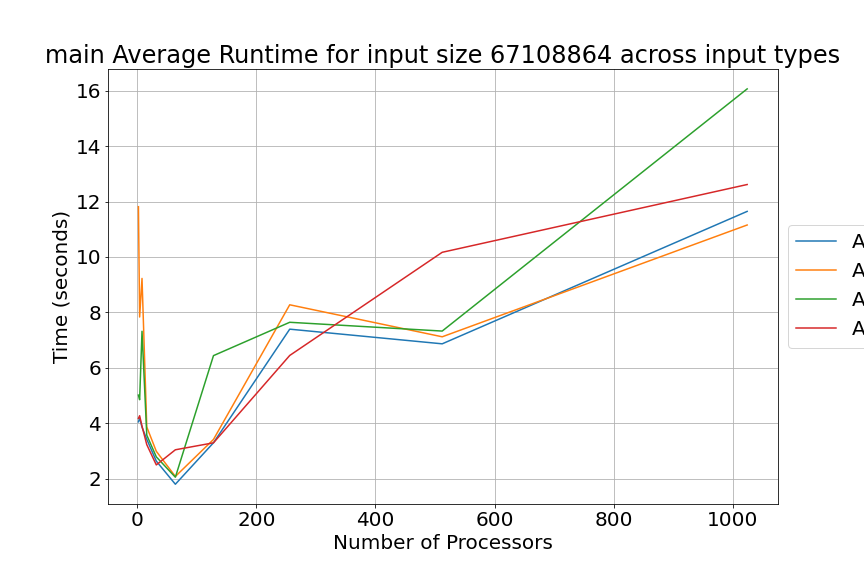 main Average Runtime for input size 67108864 across input types
16
14
12
10
8
6
4
2
Time (seconds)
0 200 400 600 800 1000
Number of Processors
A
A
A
A